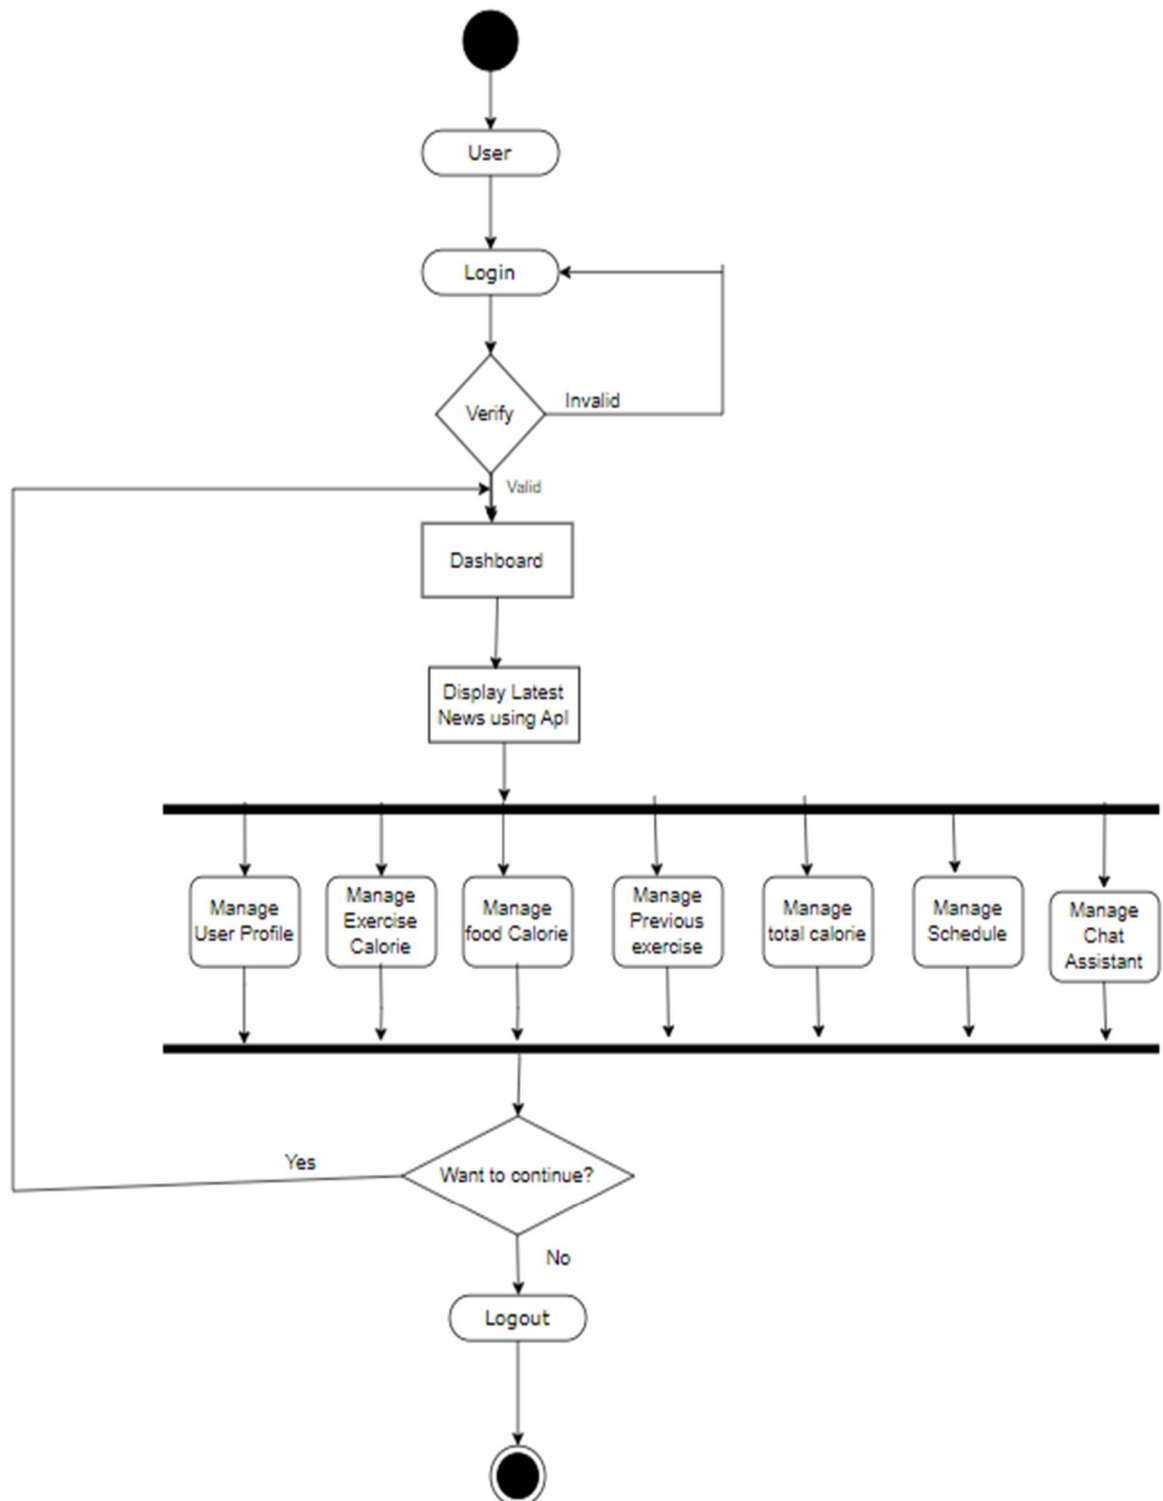 User
Login
Verify
Invalid
Valid
Dashboard
Display Latest
News using ApI
Manage
User Profile
Manage
Exercise
Calorie
Manage
food Calorie
Manage
Previous
exercise
Manage
total calorie
Manage
Schedule
Manage
Chat
Assistant
Yes
Want to continue?
No
Logout